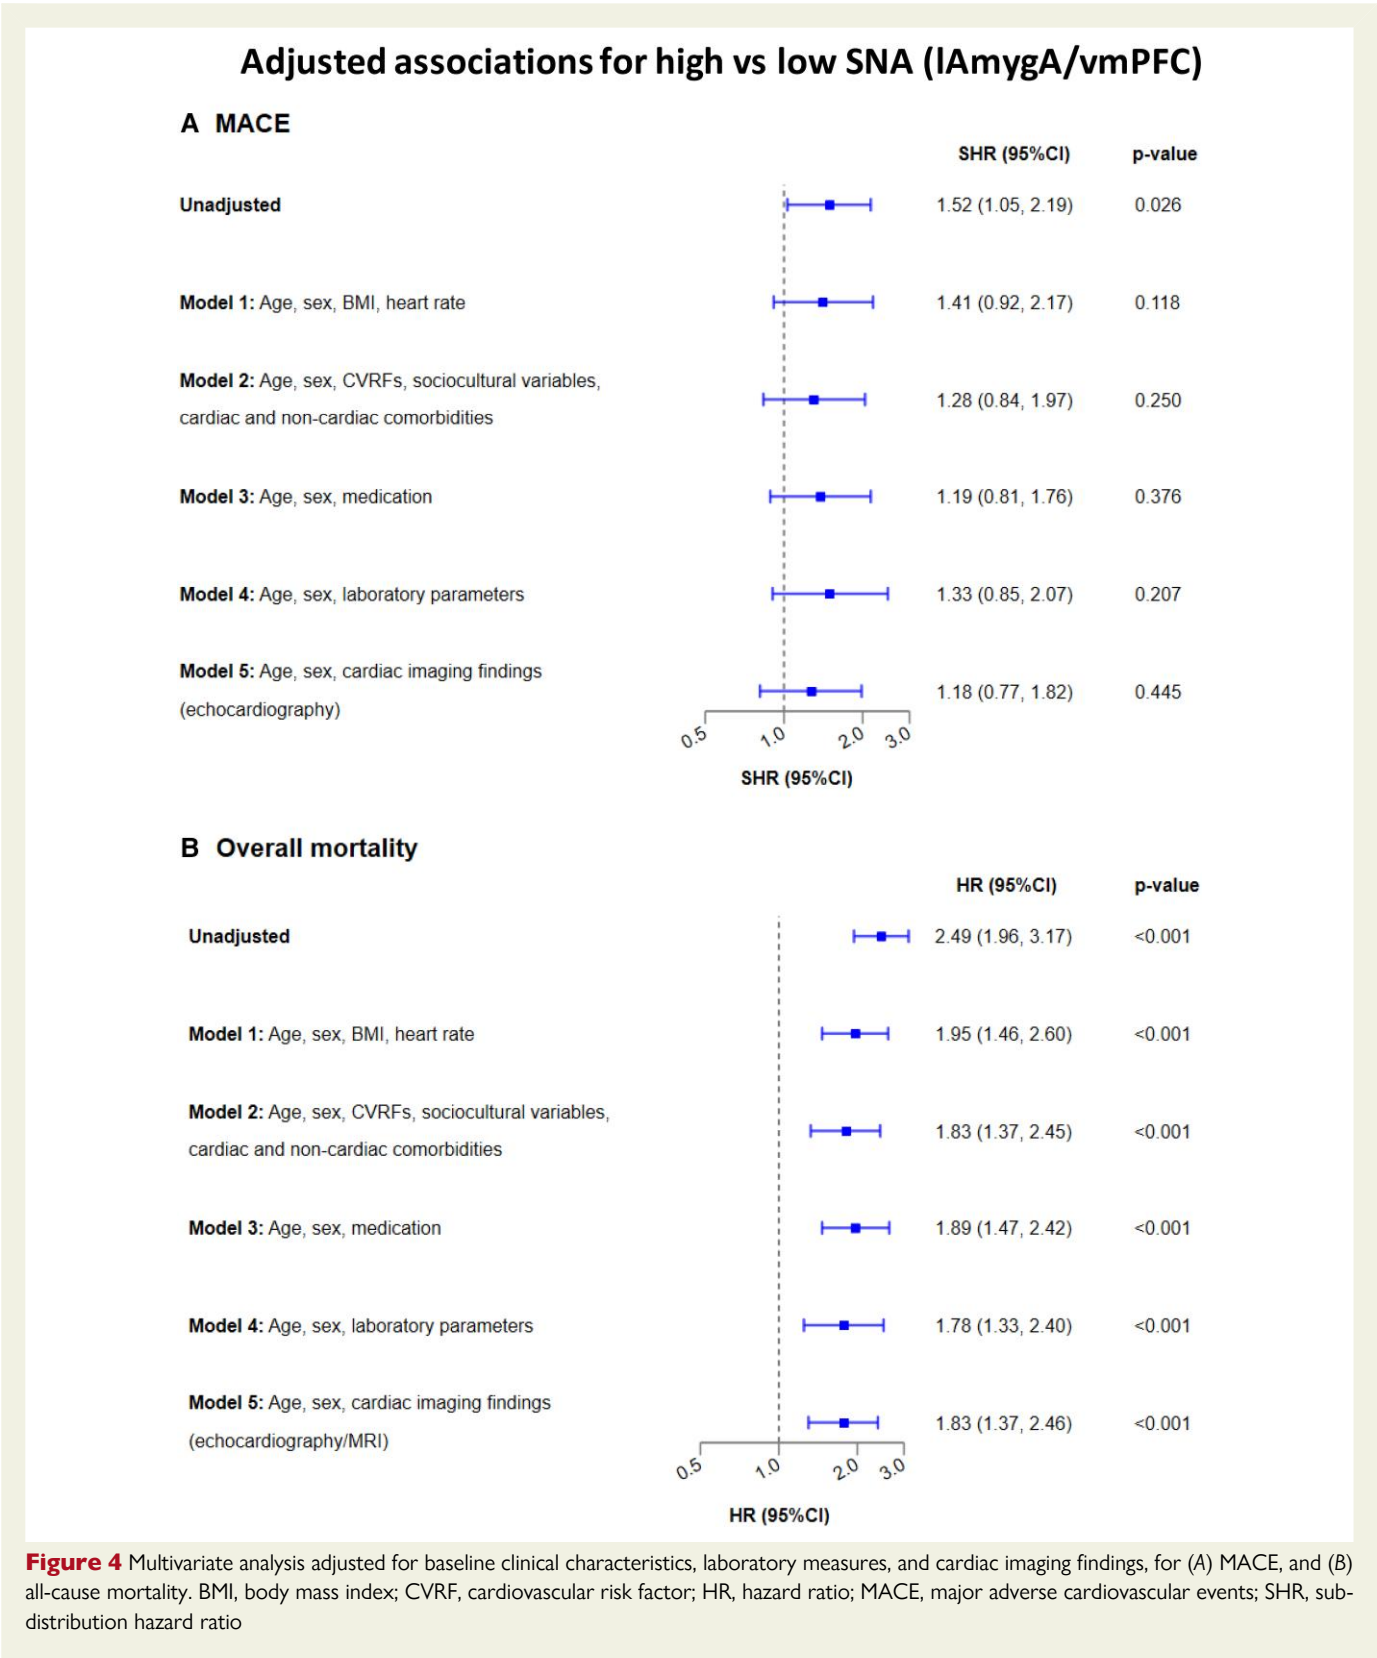 Adjusted associations for high vs low SNA (lAmygA/vmPFC)
A MACE
SHR (95%CI) p-value
Unadjusted 1.52 (1.05, 2.19) 0.026
Model 1: Age, sex, BMI, heart rate 1.41 (0.92, 2.17) 0.118
Model 2: Age, sex, CVRFs, sociocultural variables,
cardiac and non-cardiac comorbidities 1.28 (0.84, 1.97) 0.250
Model 3: Age, sex, medication 1.19 (0.81, 1.76) 0.376
Model 4: Age, sex, laboratory parameters 1.33 (0.85, 2.07) 0.207
Model 5: Age, sex, cardiac imaging findings
(echocardiography) 1.18 (0.77, 1.82) 0.445
0.5 1.0 2.0 3.0
SHR (95%CI)
B Overall mortality
HR (95%CI) p-value
Unadjusted 2.49 (1.96, 3.17) <0.001
Model 1: Age, sex, BMI, heart rate 1.95 (1.46, 2.60) <0.001
Model 2: Age, sex, CVRFs, sociocultural variables,
cardiac and non-cardiac comorbidities 1.83 (1.37, 2.45) <0.001
Model 3: Age, sex, medication 1.89 (1.47, 2.42) <0.001
Model 4: Age, sex, laboratory parameters 1.78 (1.33, 2.40) <0.001
Model 5: Age, sex, cardiac imaging findings
(echocardiography/MRI) 1.83 (1.37, 2.46) <0.001
0.5 1.0 2.0 3.0
HR (95%CI)
Figure 4 Multivariate analysis adjusted for baseline clinical characteristics, laboratory measures, and cardiac imaging findings, for (A) MACE, and (B)
all-cause mortality. BMI, body mass index; CVRF, cardiovascular risk factor; HR, hazard ratio; MACE, major adverse cardiovascular events; SHR, sub-
distribution hazard ratio